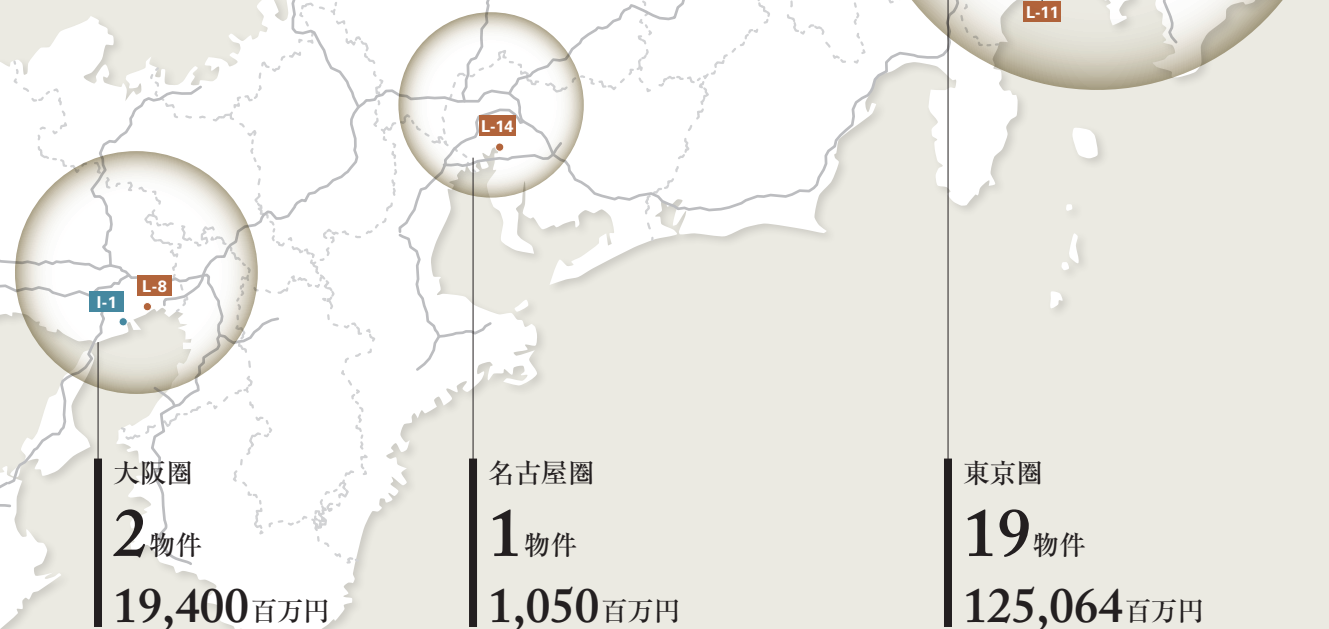 L-11
L-14
L-8
I-1
大阪圏
2物件
19,400百万円
名古屋圏
1物件
1,050百万円
東京圏
19物件
125,064百万円